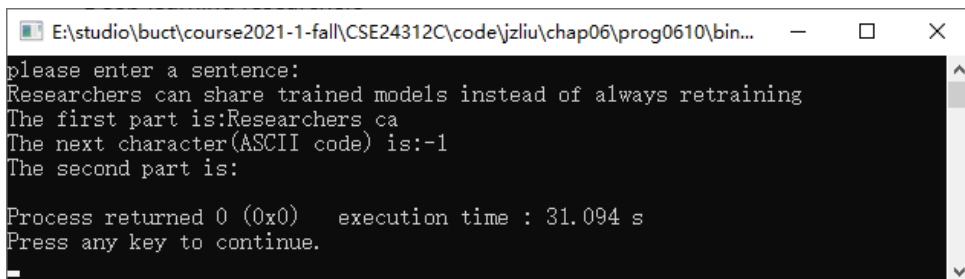 E:\studio\buct\course2021-1-fall\CSE24312C\code\jzliu\chap06\prog0610\bin...
please enter a sentence:
Researchers can share trained models instead of always retraining
The first part is:Researchers ca
The next character(ASCII code) is:-1
The second part is:
Process returned 0 (0x0)   execution time : 31.094 s
Press any key to continue.